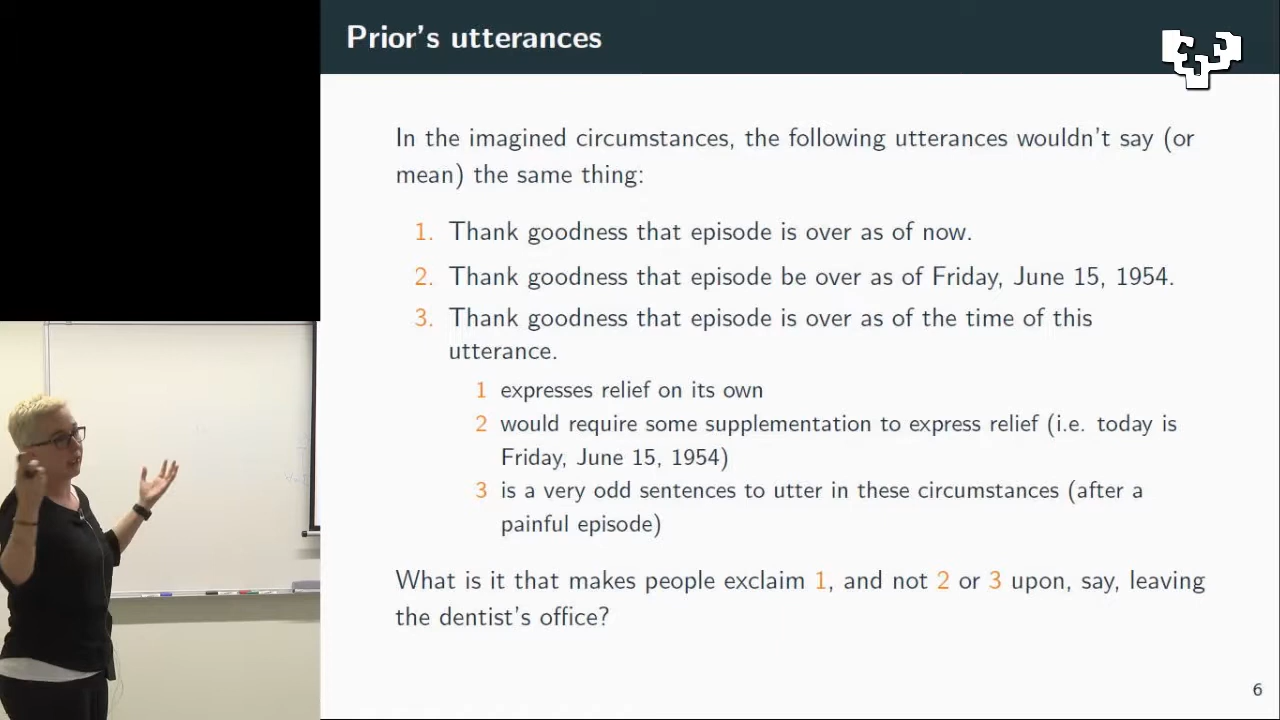 Prior's utterances
In the imagined circumstances, the following utterances wouldn't say (or
mean) the same thing:
1. Thank goodness that episode is over as of now.
2. Thank goodness that episode be over as of Friday, June 15, 1954.
3. Thank goodness that episode is over as of the time of this
utterance.
1 expresses relief on its own
2 would require some supplementation to express relief (i.e. today is
Friday, June 15, 1954)
3 is a very odd sentences to utter in these circumstances (after a
painful episode)
What is it that makes people exclaim 1, and not 2 or 3 upon, say, leaving
the dentist's office?
6